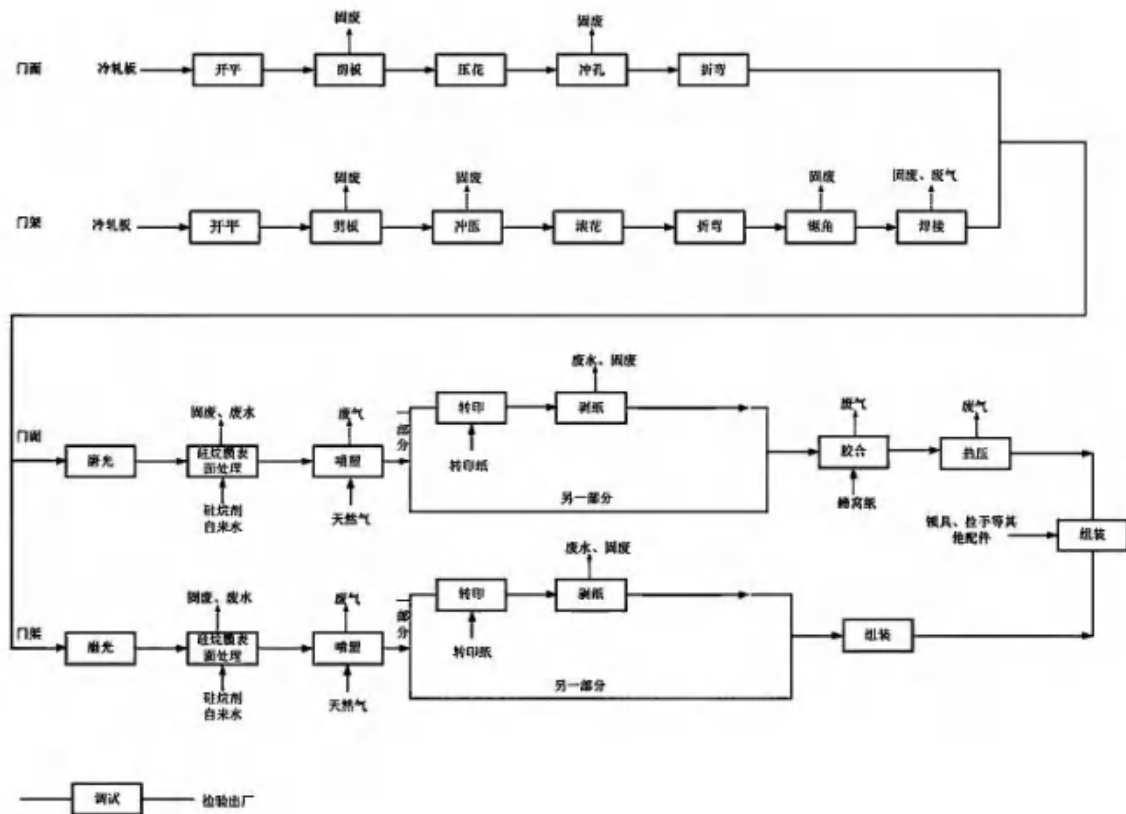 固废
固废
门面
冷轧板
开平
剪板
压花
冲孔
折弯
固废
固废
固废
固废、废气
门架
冷轧板
开平
剪板
冲压
滚花
折弯
锯角
焊接
废水、固废
固废、废水
废气
一部分
转印
剥纸
废气
废气
门面
磨光
硅烷膜表
面处理
喷塑
转印纸
胶合
热压
硅烷剂
自来水
天然气
另一部分
蜂窝纸
锁具、拉手等其
他配件
组装
废水、固废
固废、废水
废气
一部分
转印
剥纸
门架
磨光
硅烷膜表
面处理
喷塑
转印纸
组装
硅烷剂
自来水
天然气
另一部分
调试
检验出厂